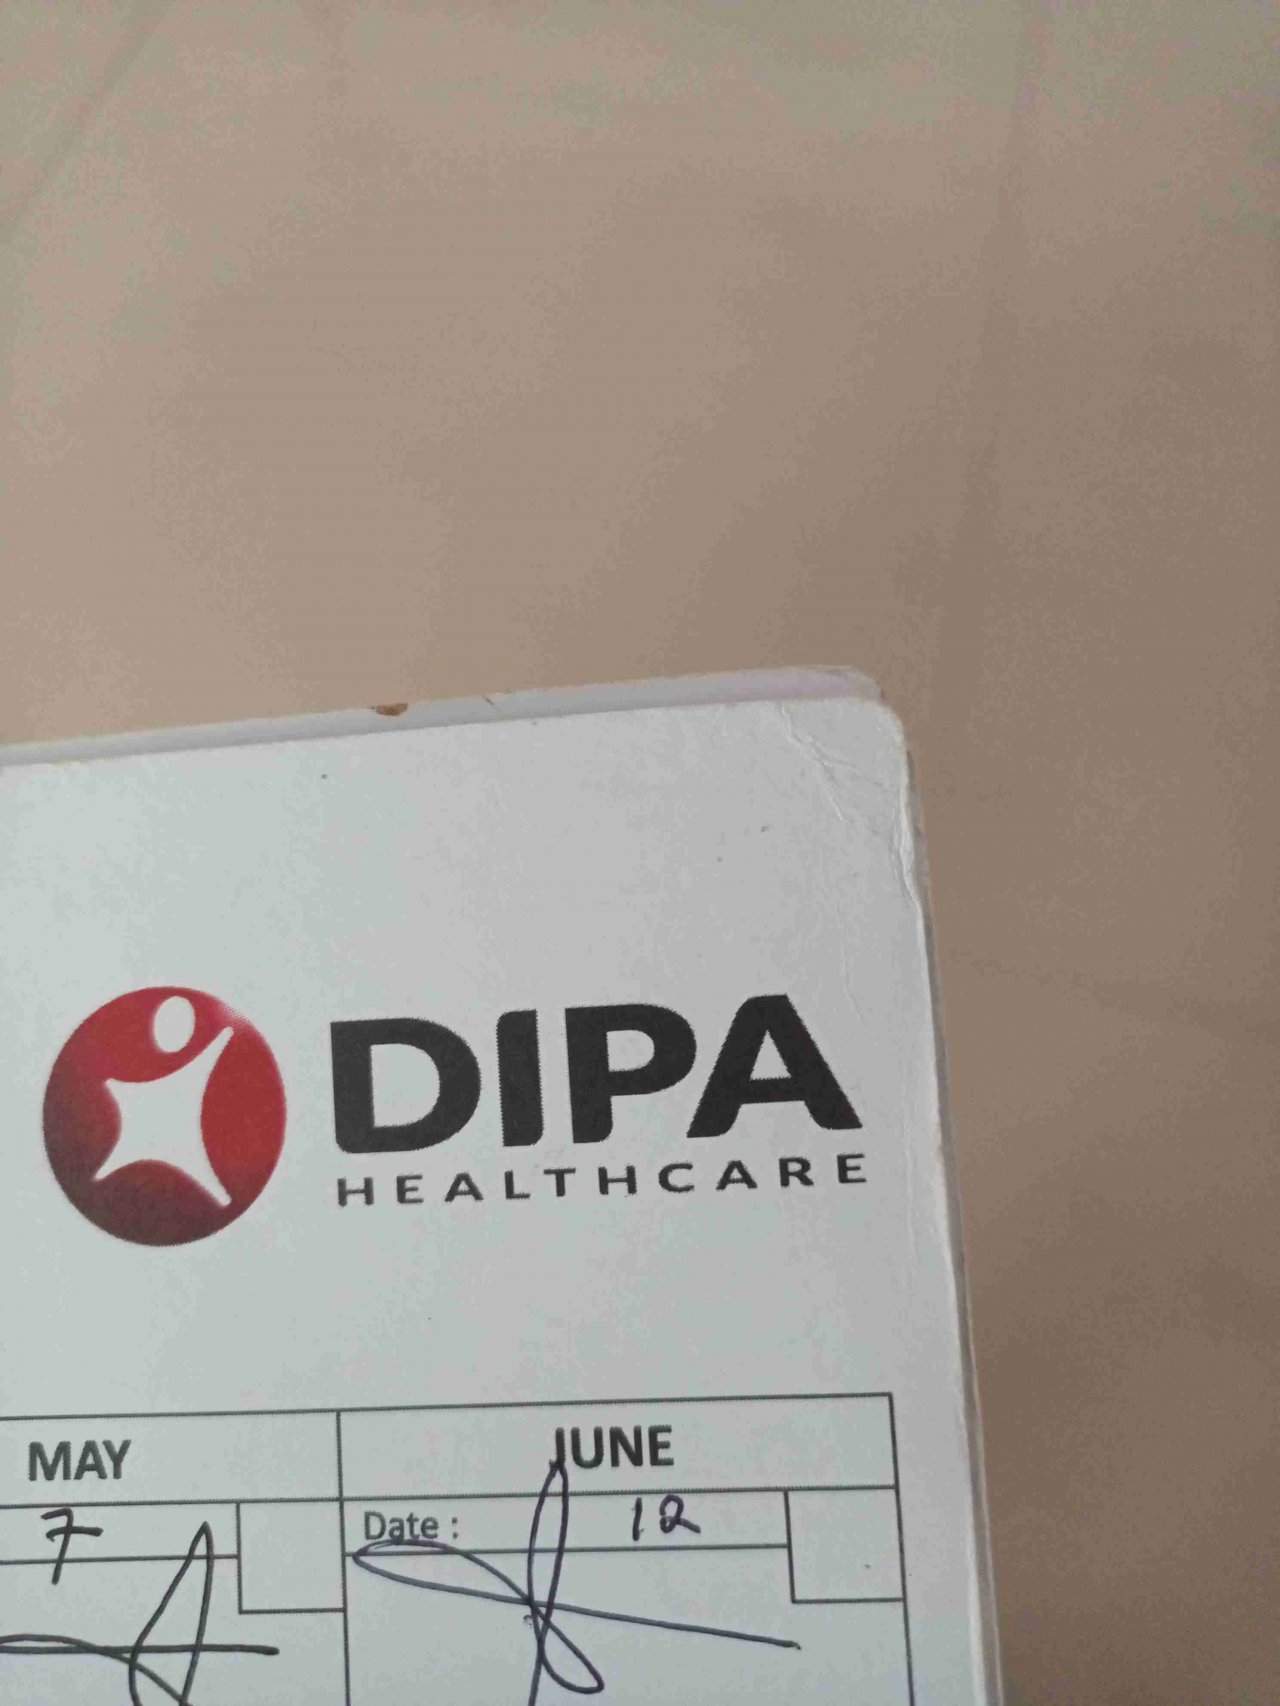 DIPA
HEALTHCARE
MAY JUNE
7 Date : 12